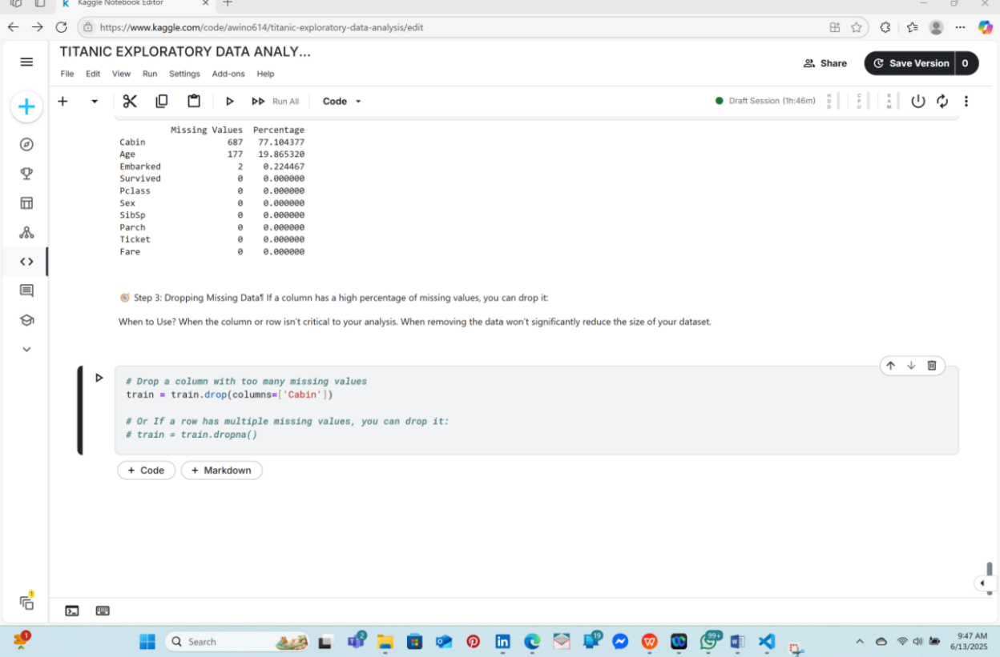 Kaggle Notebook Editor
https://www.kaggle.com/code/awino614/titanic-exploratory-data-analysis/edit
TITANIC EXPLORATORY DATA ANALY...
Share
Save Version
0
File Edit View Run Settings Add-ons Help
Run All
Code
Draft Session (1h:46m)
HDD
CPU
RAM
Missing Values Percentage
Cabin 687 77.104377
Age 177 19.865320
Embarked 2 0.224467
Survived 0 0.000000
Pclass 0 0.000000
Sex 0 0.000000
SibSp 0 0.000000
Parch 0 0.000000
Ticket 0 0.000000
Fare 0 0.000000
Step 3: Dropping Missing Data¶ If a column has a high percentage of missing values, you can drop it:
When to Use? When the column or row isn't critical to your analysis. When removing the data won't significantly reduce the size of your dataset.
# Drop a column with too many missing values
train = train.drop(columns=['Cabin'])
# Or If a row has multiple missing values, you can drop it:
# train = train.dropna()
+ Code
+ Markdown
1
1
Search
2
19
99+
9:47 AM
6/13/2025